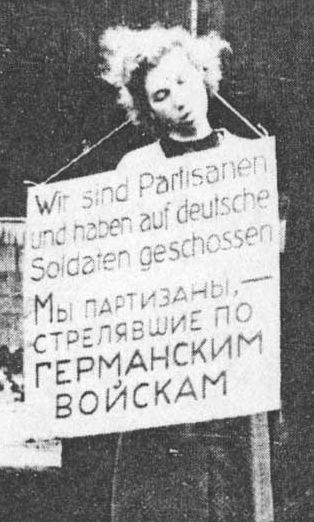 Wir sind Partisanen
und haben auf deutsche
Soldaten geschossen
Мы партизаны,—
стрелявшие по
ГЕРМАНСКИМ
ВОЙСКАМ